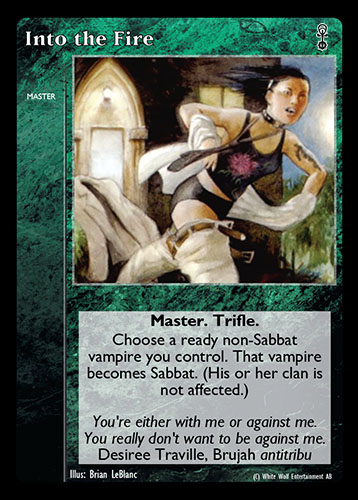 Into the Fire
MASTER
Master. Trifle.
Choose a ready non-Sabbat
vampire you control. That vampire
becomes Sabbat. (His or her clan is
not affected.)
You're either with me or against me.
You really don't want to be against me.
Desiree Traville, Brujah antitribu
Illus: Brian LeBlanc
(C) White Wolf Entertainment AB